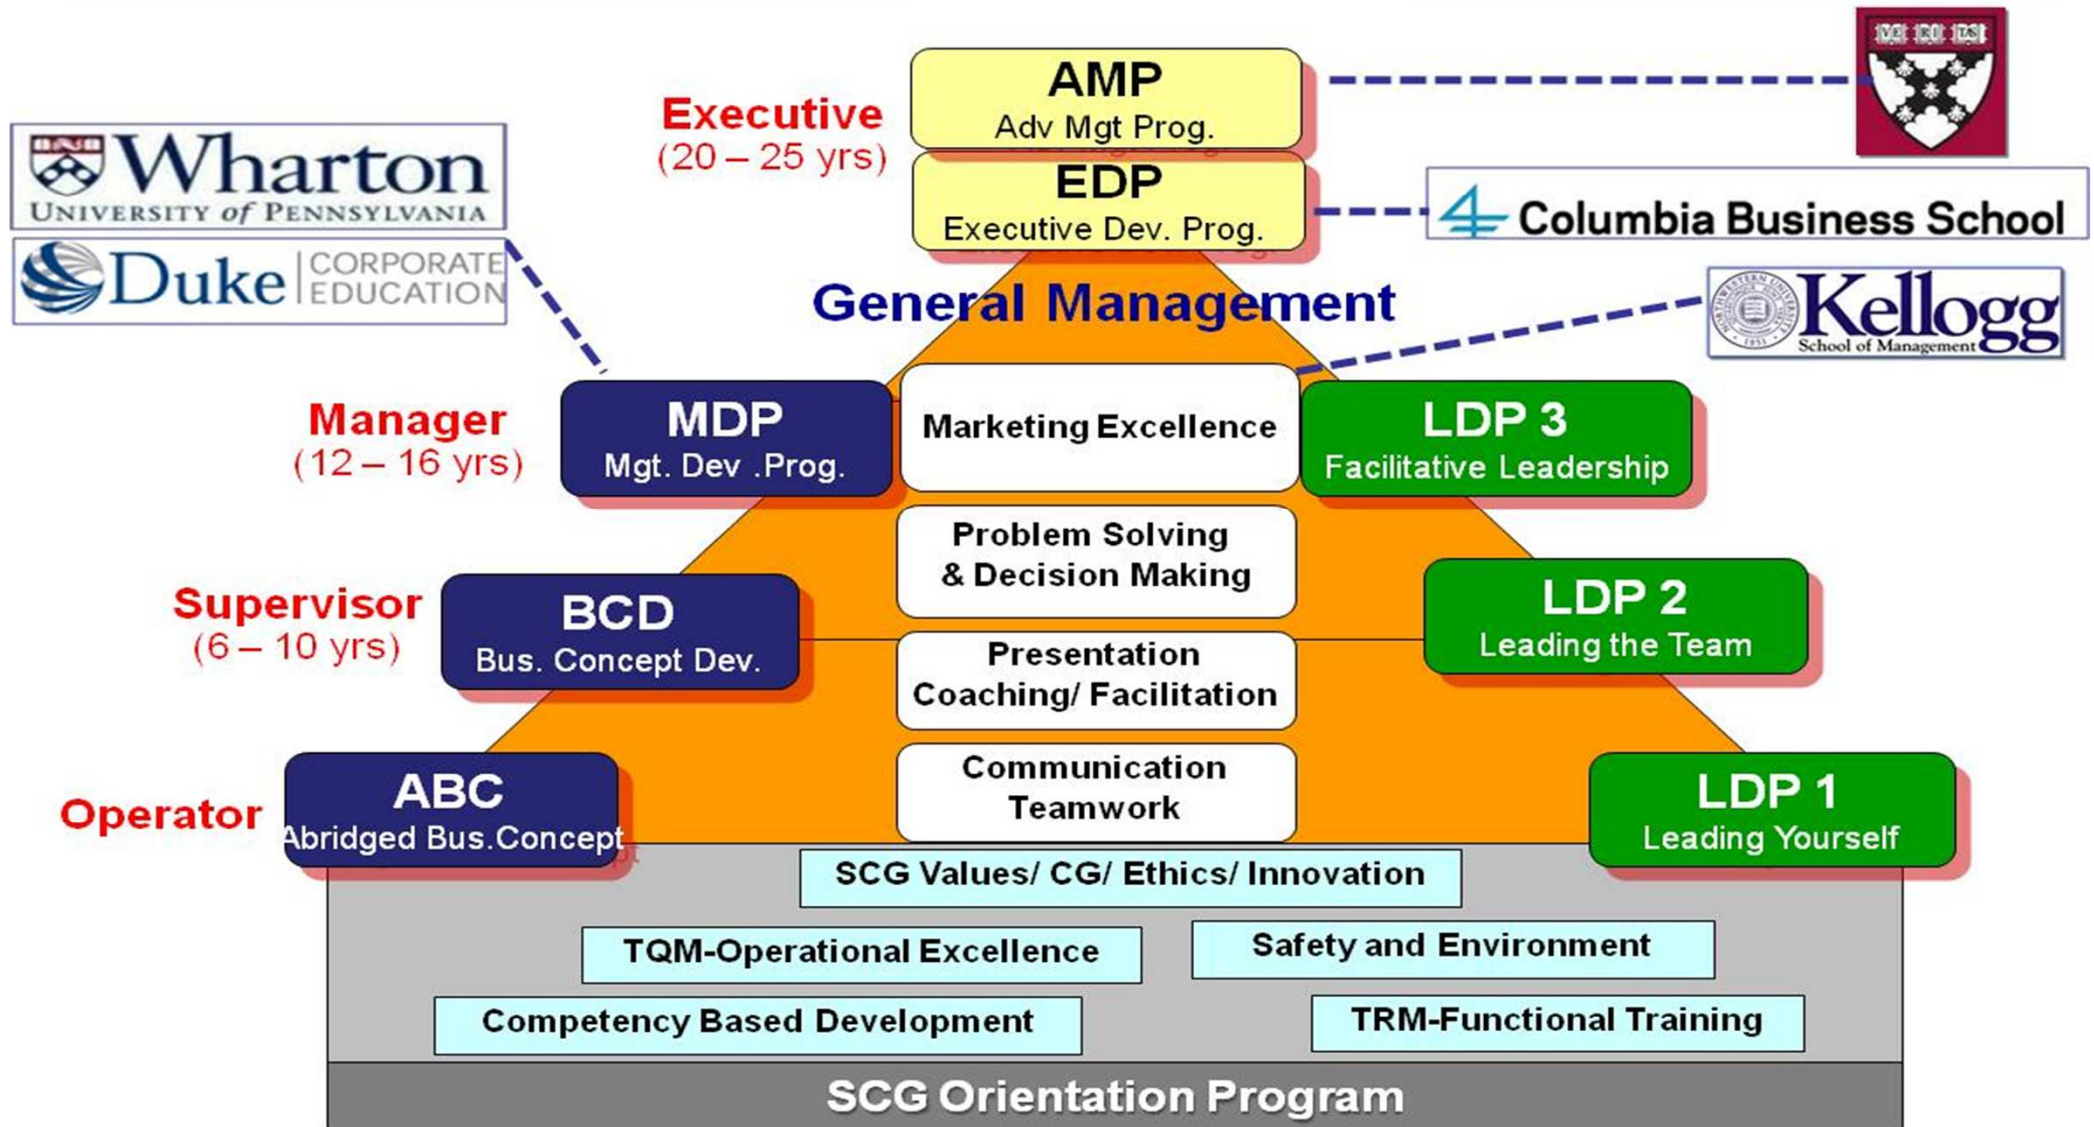 VE RI TAS
AMP
Adv Mgt Prog.
Executive
(20 – 25 yrs)
EDP
Executive Dev. Prog.
Wharton
UNIVERSITY of PENNSYLVANIA
Duke CORPORATE
EDUCATION
Columbia Business School
General Management
Kellogg
School of Management
Manager
(12 – 16 yrs)
MDP
Mgt. Dev .Prog.
Marketing Excellence
LDP 3
Facilitative Leadership
Problem Solving
& Decision Making
Supervisor
(6 – 10 yrs)
BCD
Bus. Concept Dev.
LDP 2
Leading the Team
Presentation
Coaching/ Facilitation
Operator
ABC
Abridged Bus.Concept
Communication
Teamwork
LDP 1
Leading Yourself
SCG Values/ CG/ Ethics/ Innovation
TQM-Operational Excellence
Safety and Environment
Competency Based Development
TRM-Functional Training
SCG Orientation Program